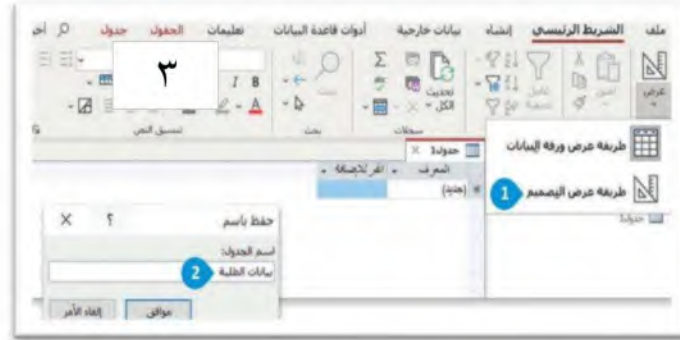 ملف الشريط الرئيسي إنشاء بيانات خارجية أدوات قاعدة البيانات تعليمات الحقول جدول
عرض
تحديث
الكل
سجلات
بحث
تنسيق النص
B I
A
٣
طريقة عرض ورقة البيانات
طريقة عرض التصميم 1
جدول1
المعرف انقر للإضافة
(جديد)
حفظ باسم
؟ X
اسم الجدول:
بيانات الطلبة 2
موافق إلغاء الأمر